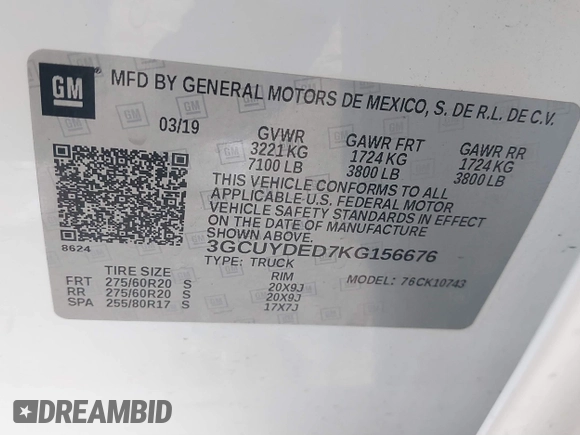 GM
MFD BY GENERAL MOTORS DE MEXICO, S. DE R.L. DE C.V.
03/19
GVWR GAWR FRT GAWR RR
3221 KG 1724 KG 1724 KG
7100 LB 3800 LB 3800 LB
THIS VEHICLE CONFORMS TO ALL
APPLICABLE U.S. FEDERAL MOTOR
VEHICLE SAFETY STANDARDS IN EFFECT
ON THE DATE OF MANUFACTURE
SHOWN ABOVE.
3GCUYDED7KG156676
8624
TYPE: TRUCK
MODEL: 76CK10743
TIRE SIZE RIM
FRT 275/60R20 S 20X9J
RR 275/60R20 S 20X9J
SPA 255/80R17 S 17X7J
DREAMBID